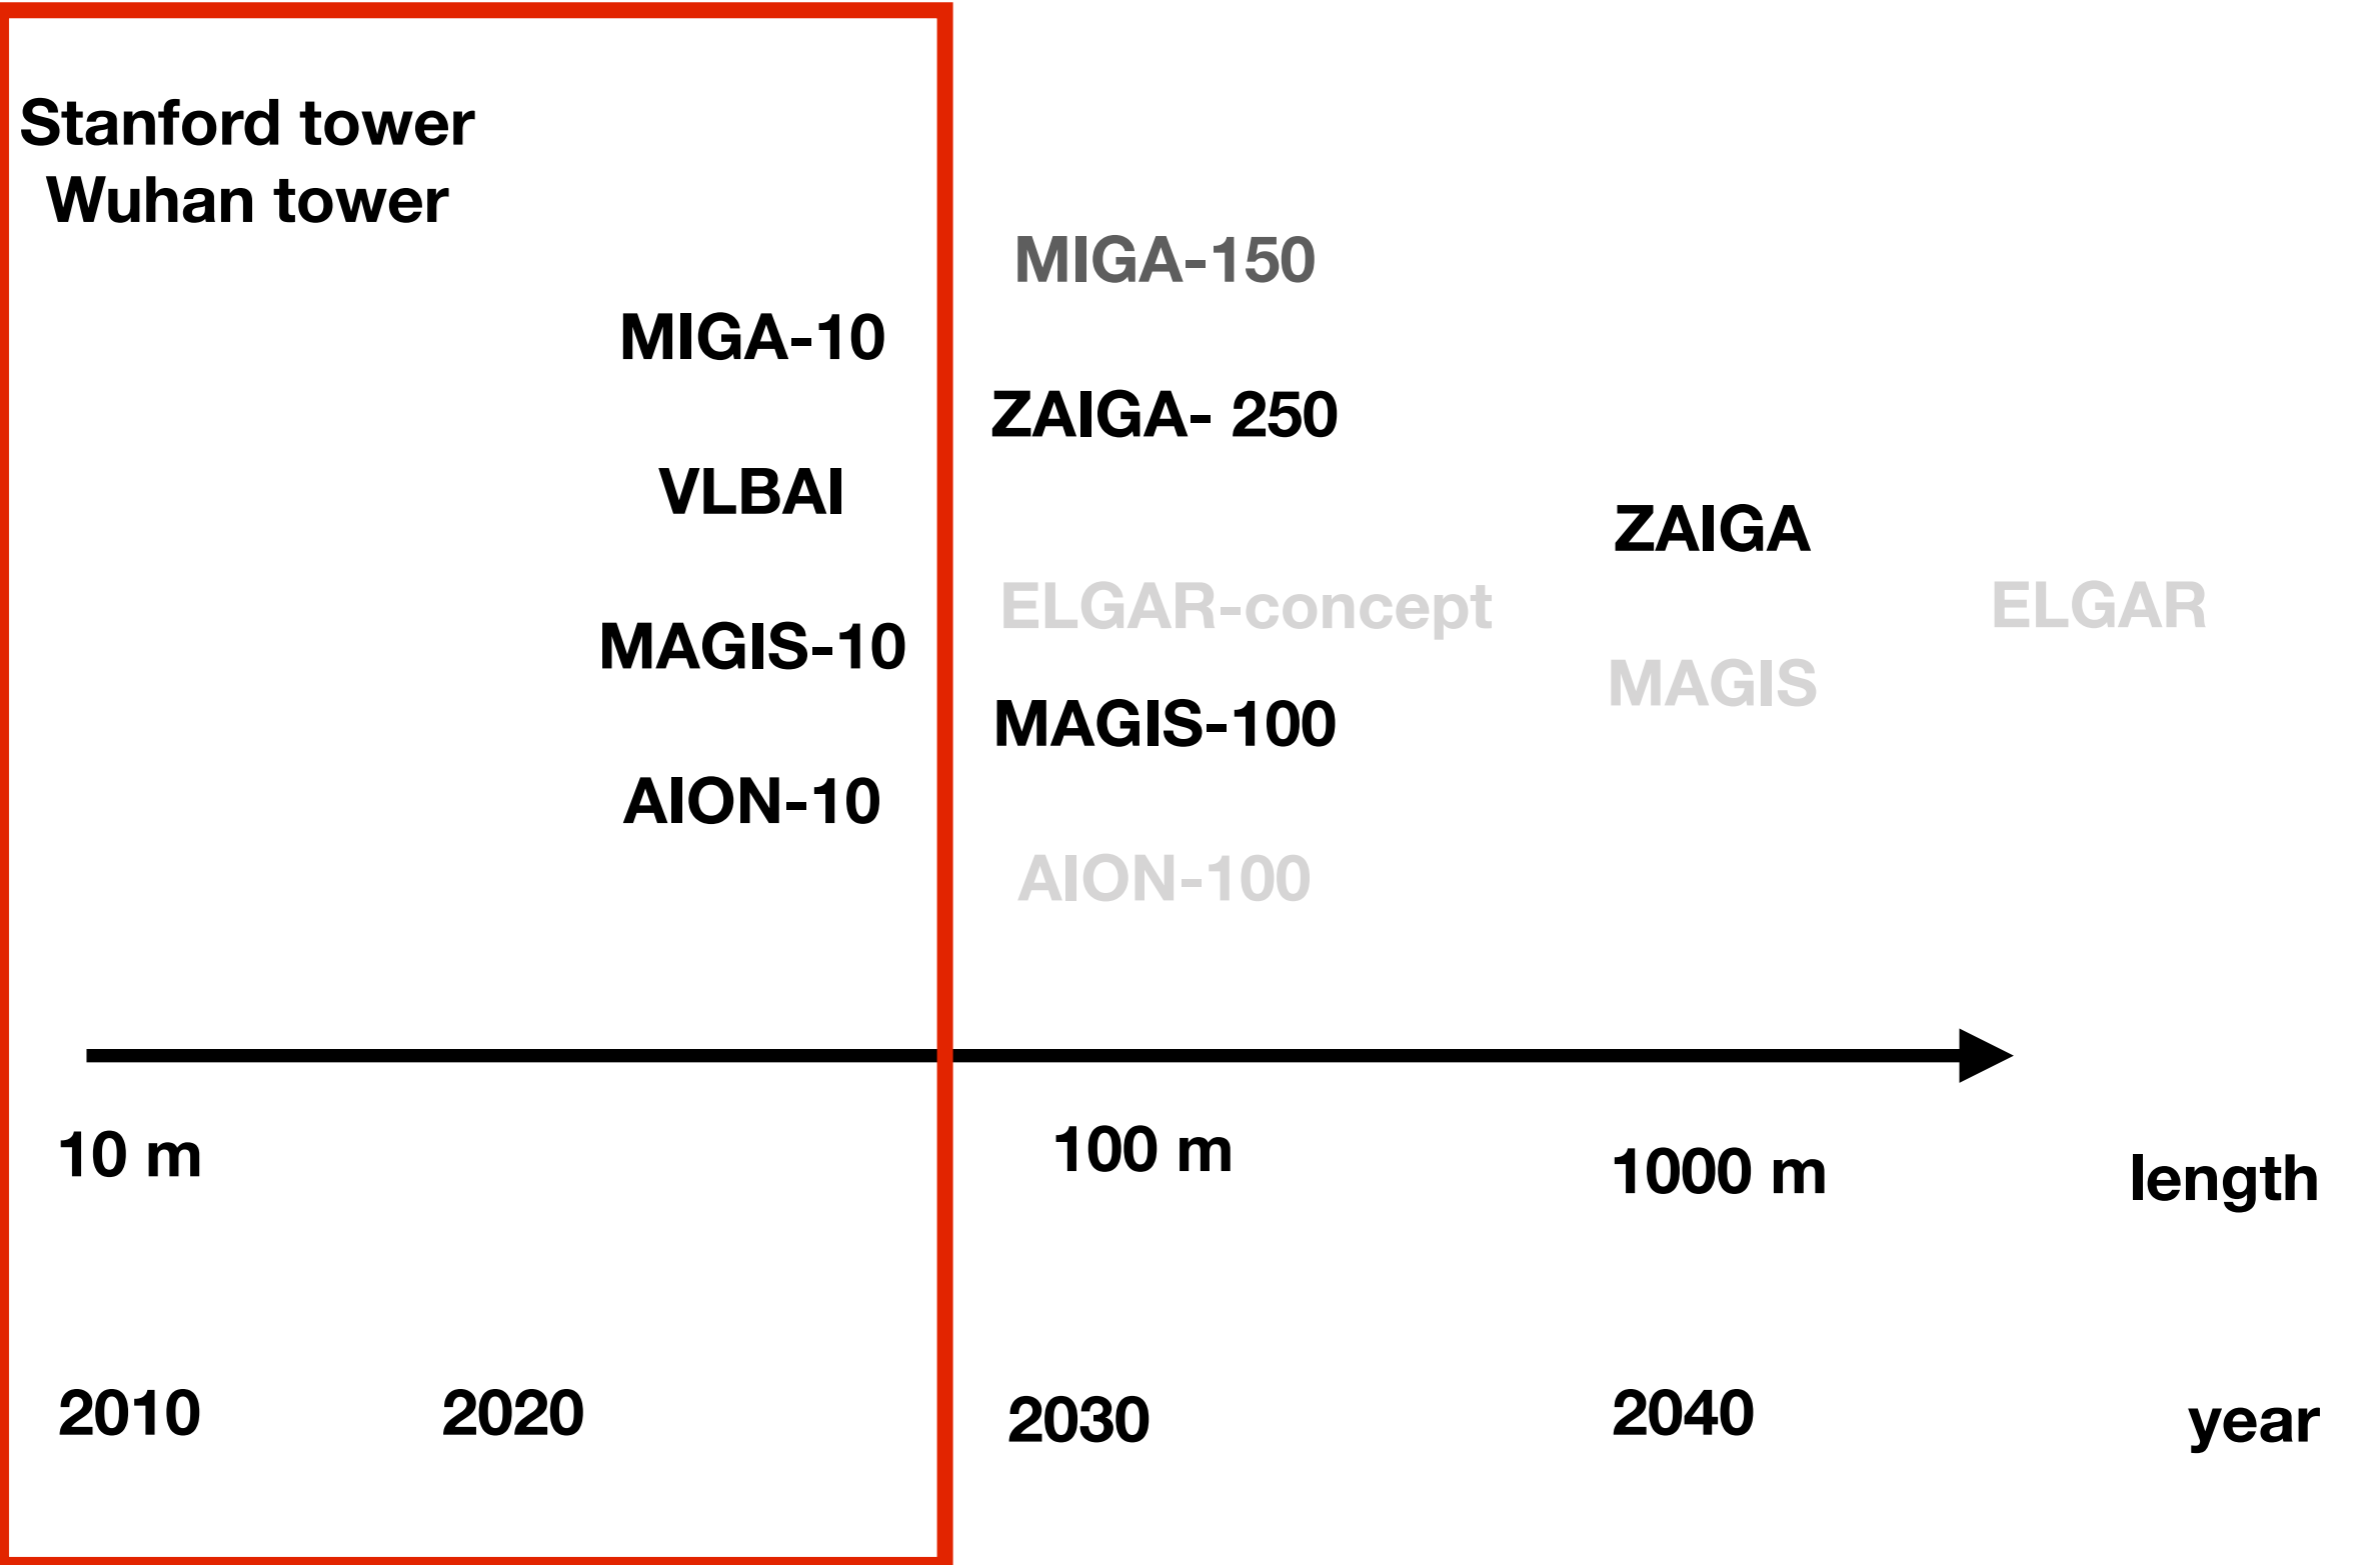 Stanford tower
Wuhan tower
MIGA-150
MIGA-10
ZAIGA- 250
VLBAI
ZAIGA
ELGAR-concept
ELGAR
MAGIS-10
MAGIS
MAGIS-100
AION-10
AION-100
10 m
100 m
1000 m
length
2010
2020
2030
2040
year